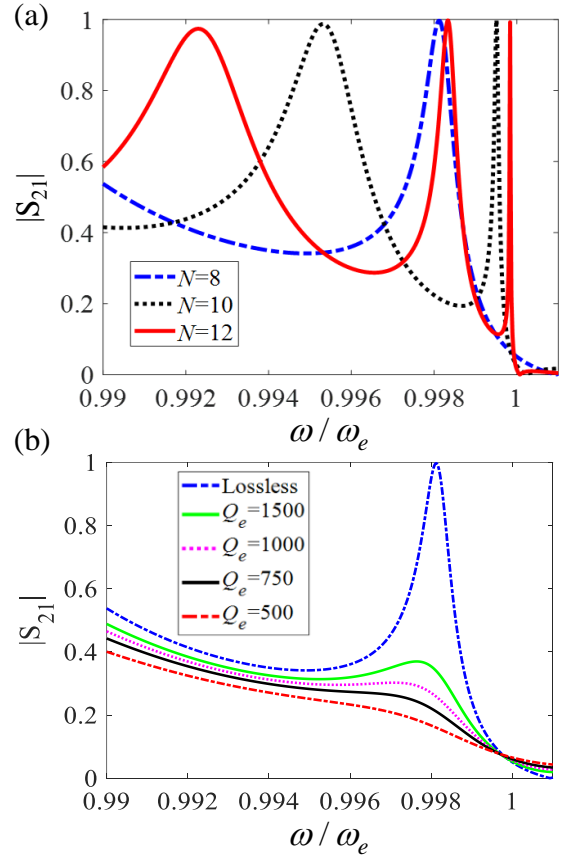 (a)
1
0.8
0.6
0.4
0.2
0
|S₂₁|
N=8
N=10
N=12
0.99 0.992 0.994 0.996 0.998 1
ω / ωₑ
(b)
1
0.8
0.6
0.4
0.2
0
|S₂₁|
Lossless
Qₑ=1500
Qₑ=1000
Qₑ=750
Qₑ=500
0.99 0.992 0.994 0.996 0.998 1
ω / ωₑ